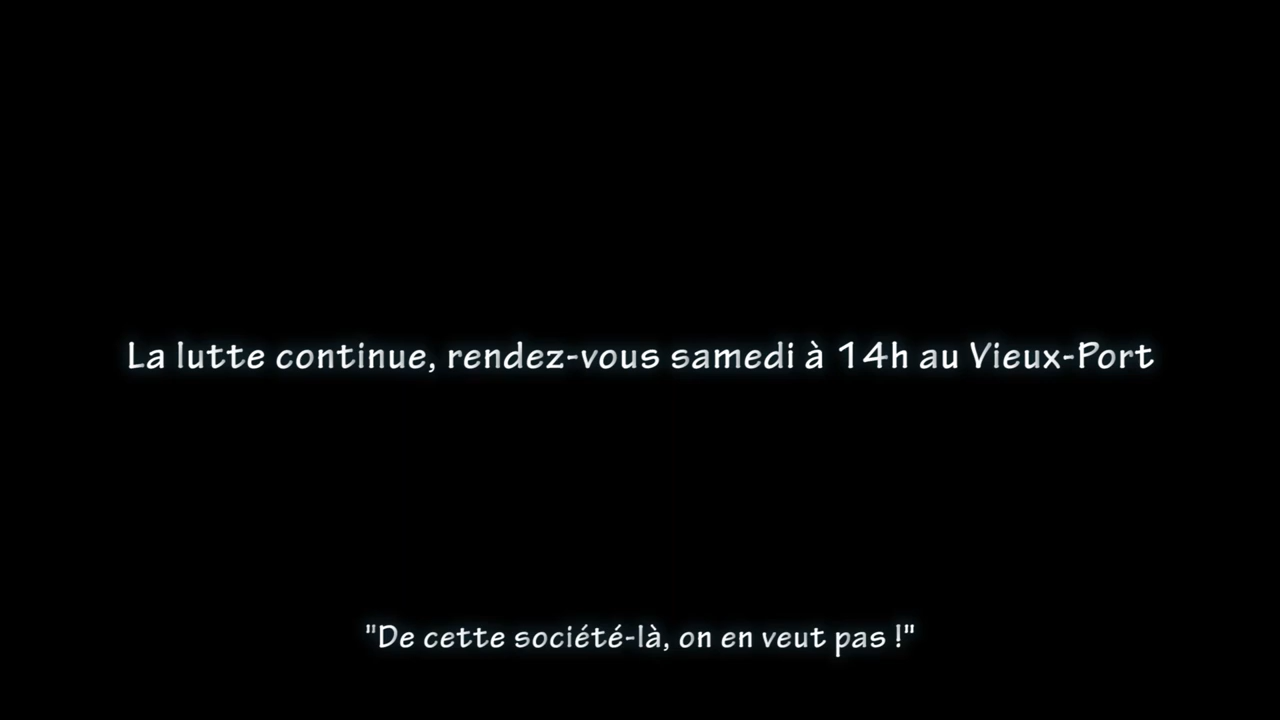 La lutte continue, rendez-vous samedi à 14h au Vieux-Port
"De cette société-là, on en veut pas !"